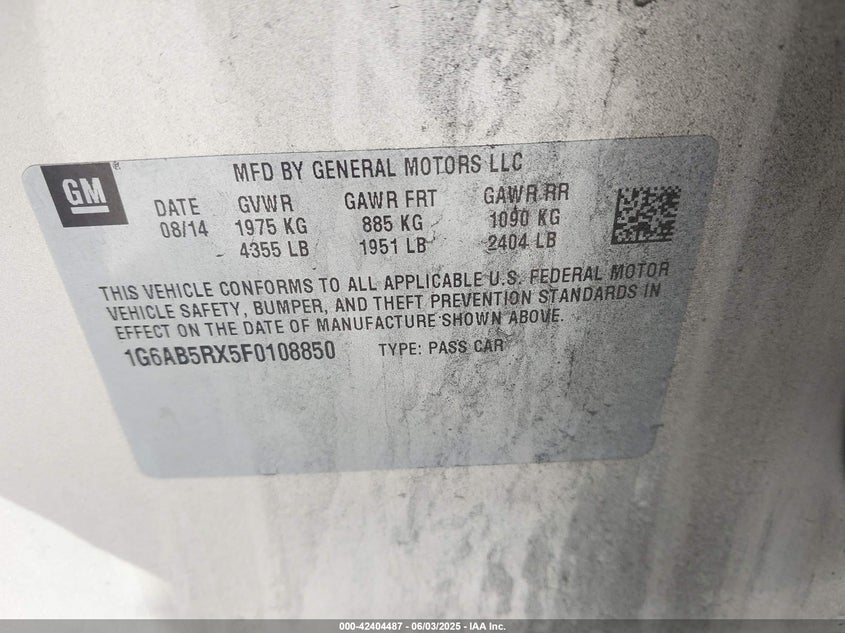 GM
MFD BY GENERAL MOTORS LLC
DATE GVWR GAWR FRT GAWR RR
08/14 1975 KG 885 KG 1090 KG
4355 LB 1951 LB 2404 LB
THIS VEHICLE CONFORMS TO ALL APPLICABLE U.S. FEDERAL MOTOR
VEHICLE SAFETY, BUMPER, AND THEFT PREVENTION STANDARDS IN
EFFECT ON THE DATE OF MANUFACTURE SHOWN ABOVE.
1G6AB5RX5F0108850 TYPE: PASS CAR
000-42404487 - 06/03/2025 - IAA Inc.